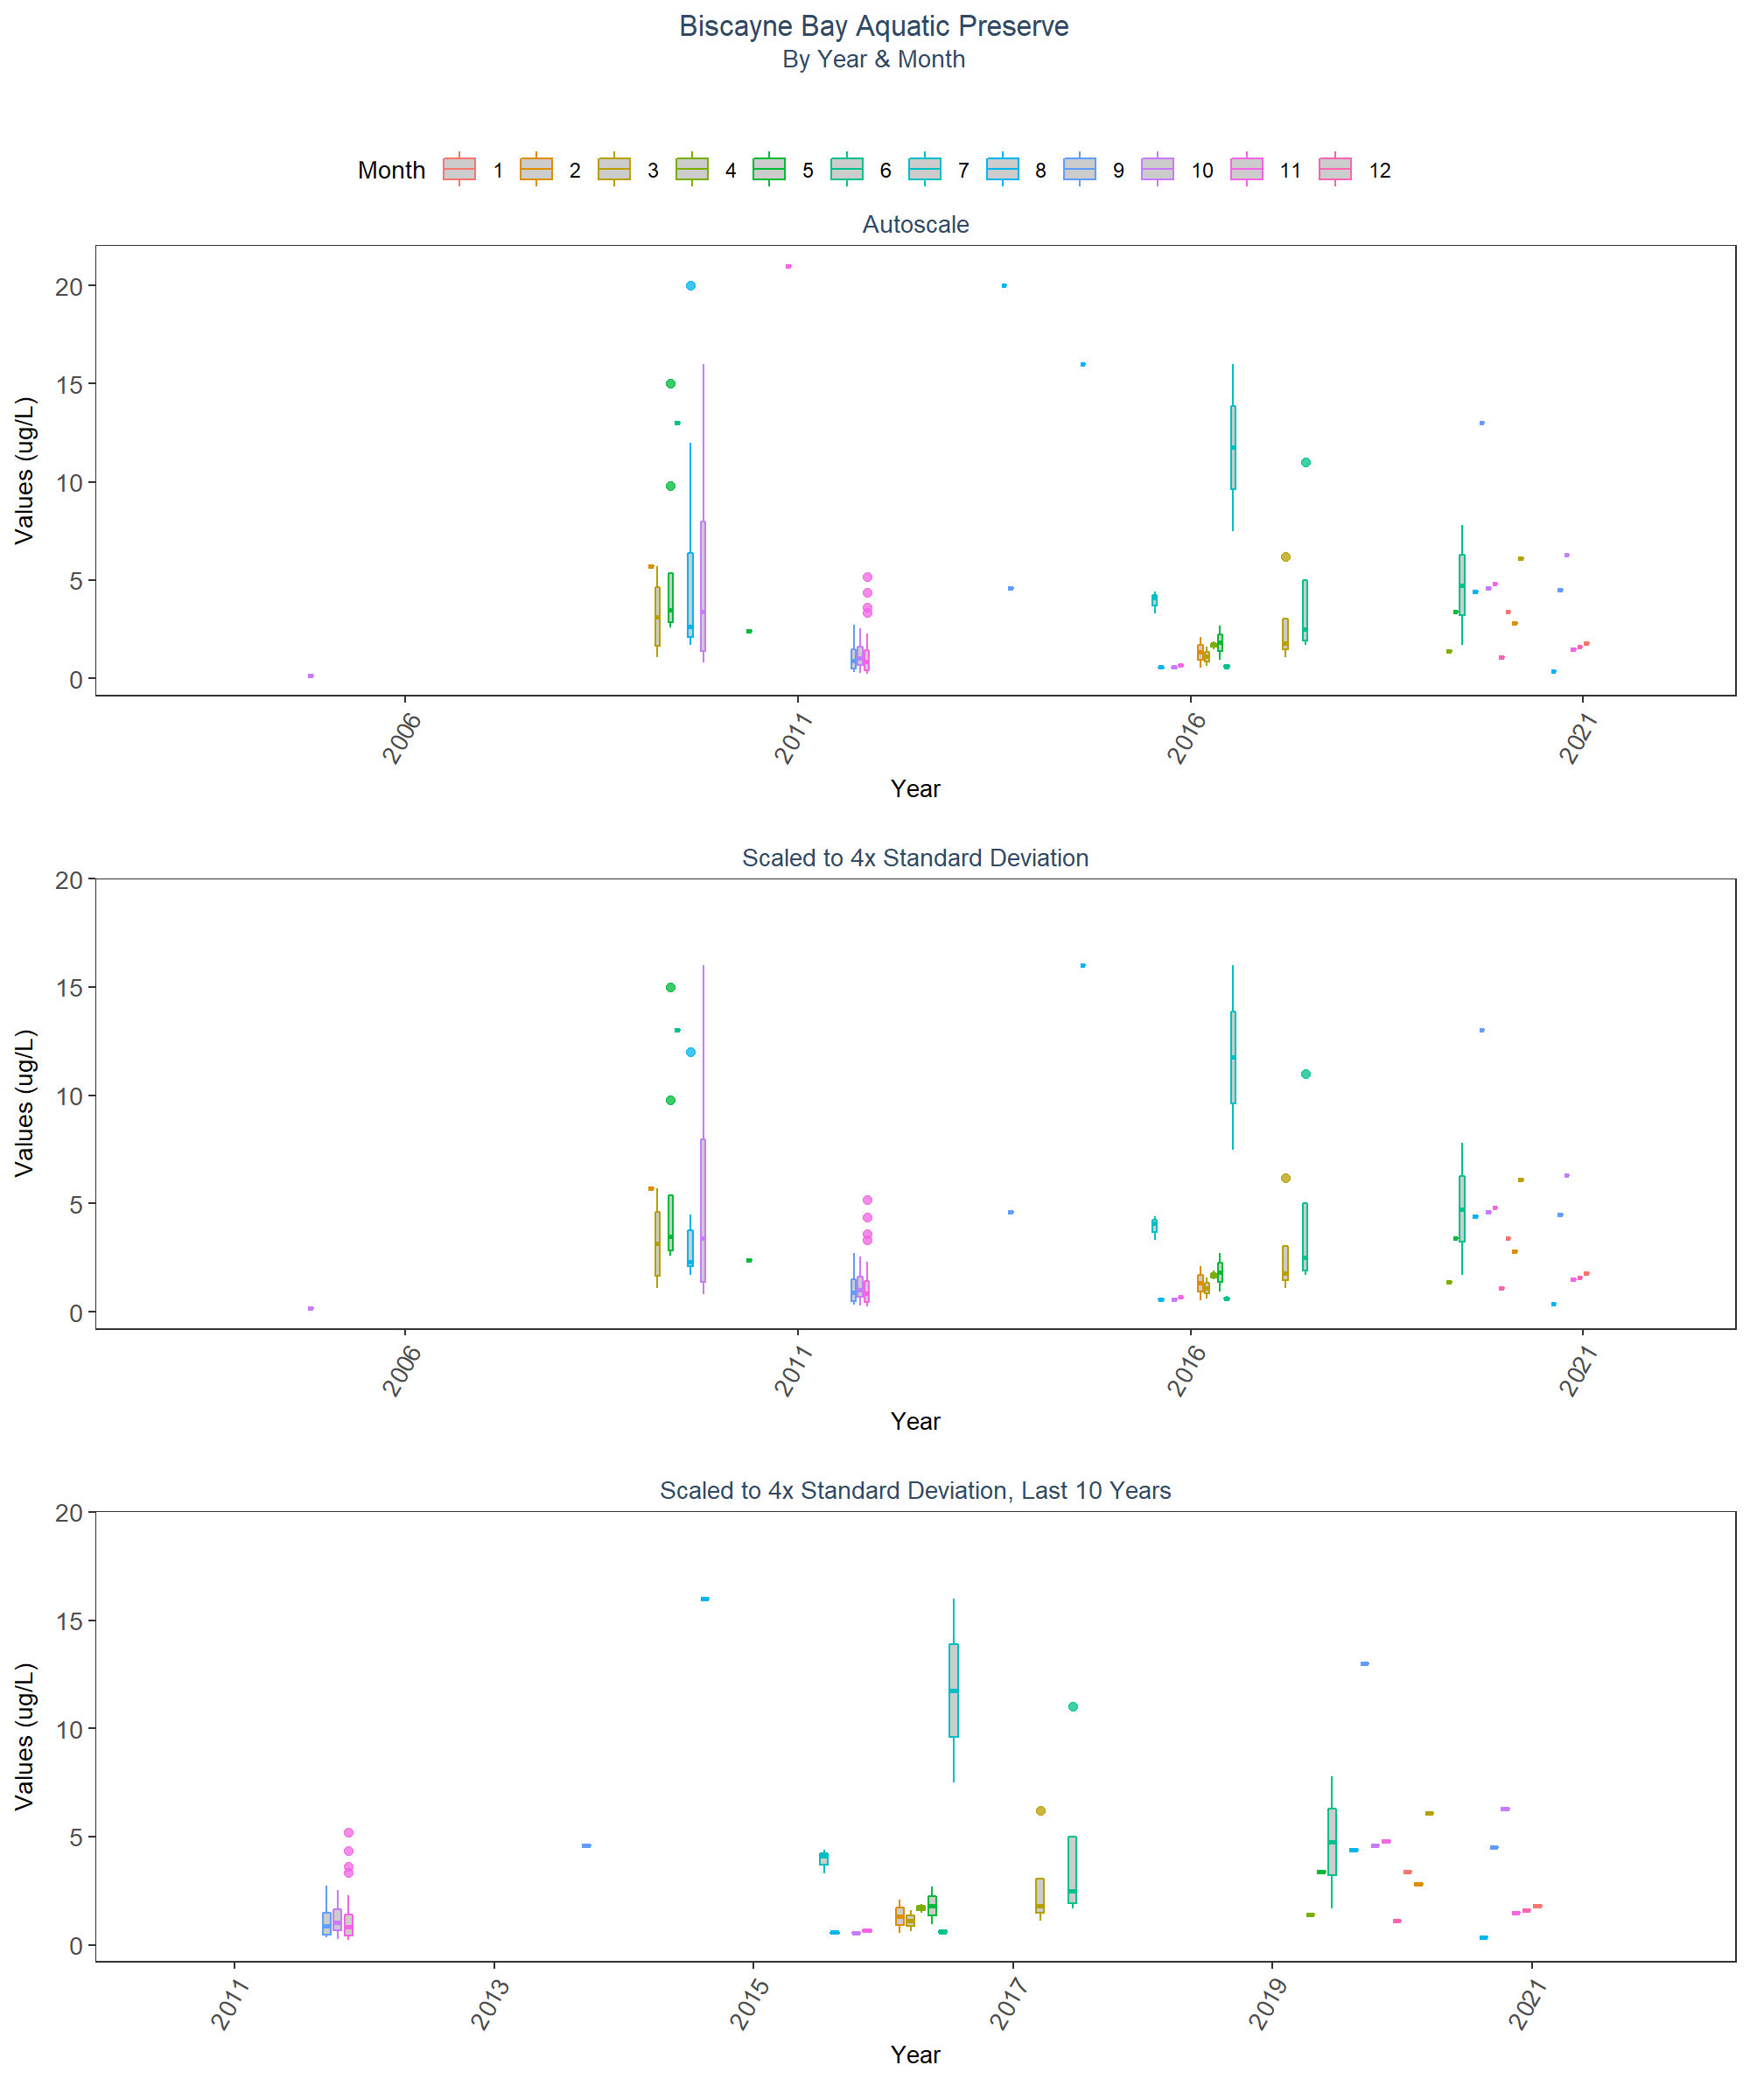 Biscayne Bay Aquatic Preserve
By Year & Month
Month 1 2 3 4 5 6 7 8 9 10 11 12
Autoscale
Values (ug/L)
20
15
10
5
0
2006 2011 2016 2021
Year
Scaled to 4x Standard Deviation
Values (ug/L)
20
15
10
5
0
2006 2011 2016 2021
Year
Scaled to 4x Standard Deviation, Last 10 Years
Values (ug/L)
20
15
10
5
0
2011 2013 2015 2017 2019 2021
Year